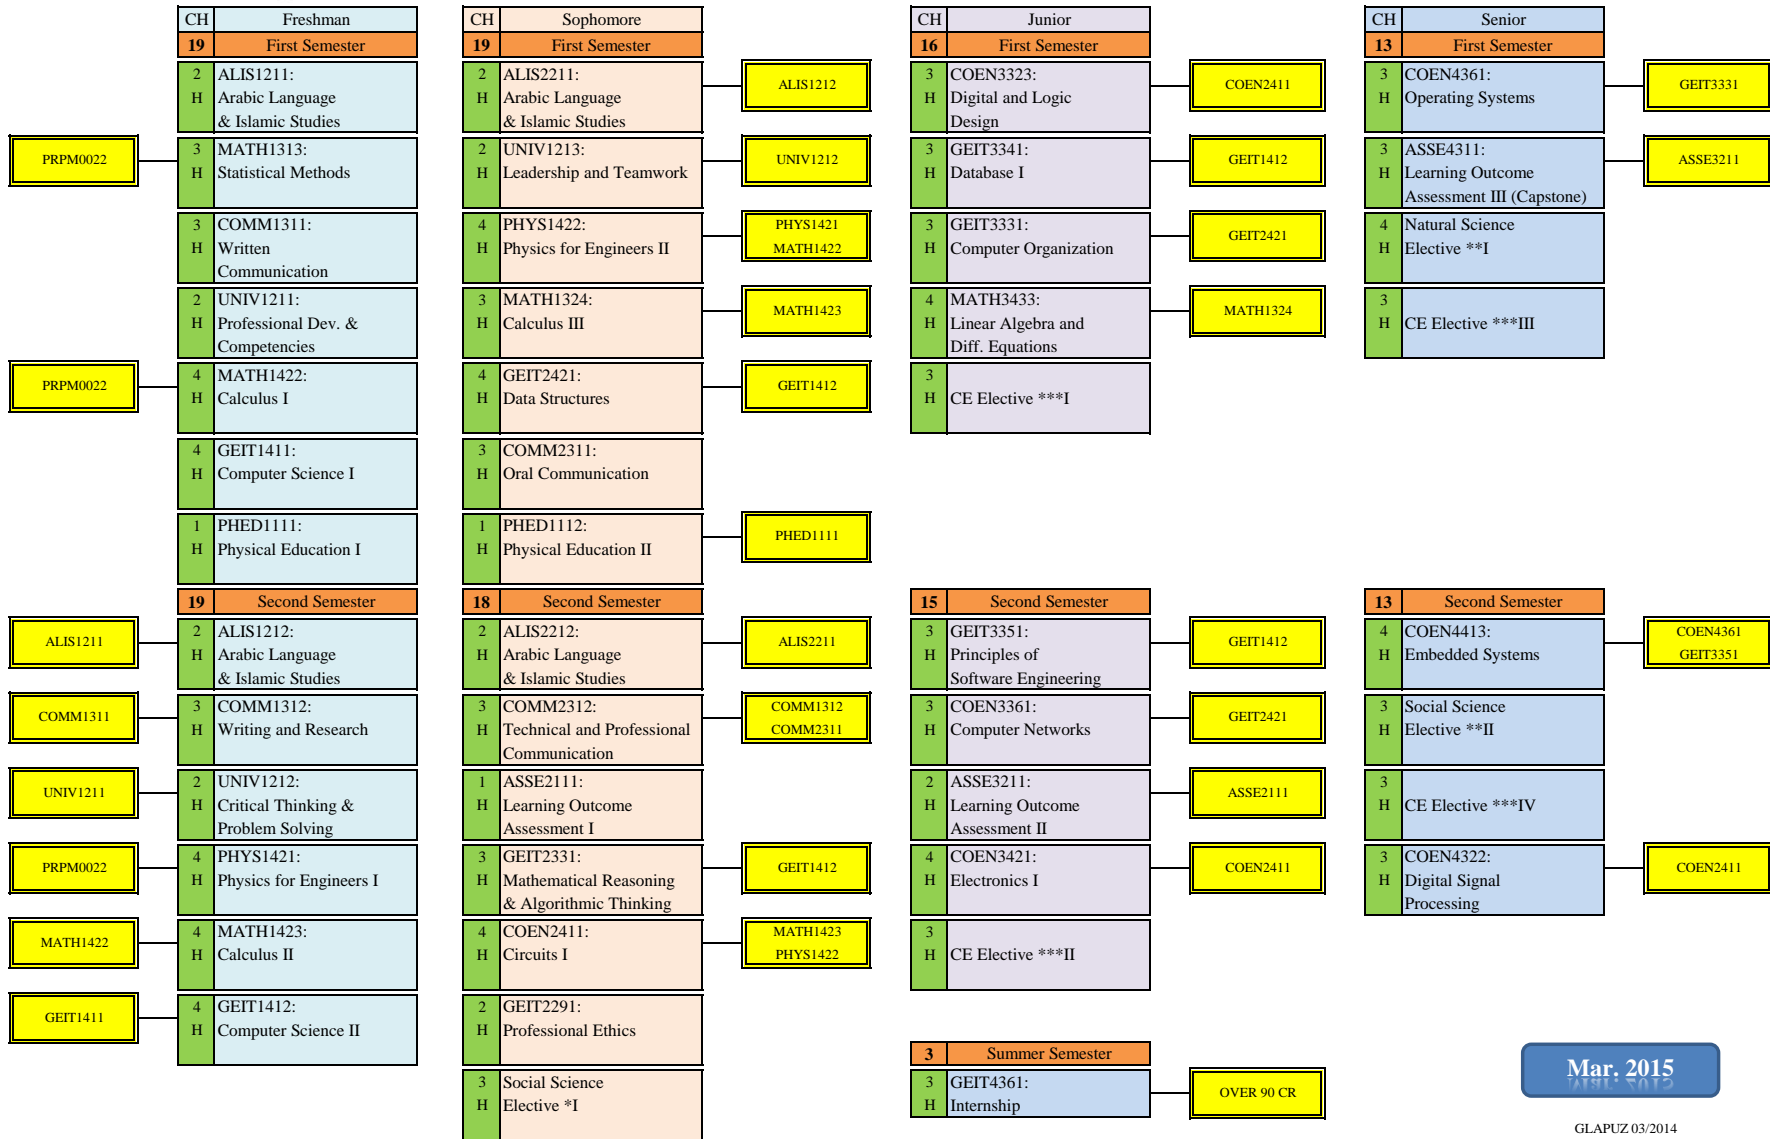 CH Freshman
19 First Semester
2 ALIS1211:
H Arabic Language
& Islamic Studies
PRPM0022
3 MATH1313:
H Statistical Methods
3 COMM1311:
H Written
Communication
2 UNIV1211:
H Professional Dev. &
Competencies
PRPM0022
4 MATH1422:
H Calculus I
4 GEIT1411:
H Computer Science I
1 PHED1111:
H Physical Education I
19 Second Semester
ALIS1211
2 ALIS1212:
H Arabic Language
& Islamic Studies
COMM1311
3 COMM1312:
H Writing and Research
UNIV1211
2 UNIV1212:
H Critical Thinking &
Problem Solving
PRPM0022
4 PHYS1421:
H Physics for Engineers I
MATH1422
4 MATH1423:
H Calculus II
GEIT1411
4 GEIT1412:
H Computer Science II
CH Sophomore
19 First Semester
2 ALIS2211:
H Arabic Language
& Islamic Studies
ALIS1212
2 UNIV1213:
H Leadership and Teamwork
UNIV1212
4 PHYS1422:
H Physics for Engineers II
PHYS1421
MATH1422
3 MATH1324:
H Calculus III
MATH1423
4 GEIT2421:
H Data Structures
GEIT1412
3 COMM2311:
H Oral Communication
1 PHED1112:
H Physical Education II
PHED1111
18 Second Semester
2 ALIS2212:
H Arabic Language
& Islamic Studies
ALIS2211
3 COMM2312:
H Technical and Professional
Communication
COMM1312
COMM2311
1 ASSE2111:
H Learning Outcome
Assessment I
3 GEIT2331:
H Mathematical Reasoning
& Algorithmic Thinking
GEIT1412
4 COEN2411:
H Circuits I
MATH1423
PHYS1422
2 GEIT2291:
H Professional Ethics
3 Social Science
H Elective *I
CH Junior
16 First Semester
3 COEN3323:
H Digital and Logic
Design
COEN2411
3 GEIT3341:
H Database I
GEIT1412
3 GEIT3331:
H Computer Organization
GEIT2421
4 MATH3433:
H Linear Algebra and
Diff. Equations
MATH1324
3
H CE Elective ***I
15 Second Semester
3 GEIT3351:
H Principles of
Software Engineering
GEIT1412
3 COEN3361:
H Computer Networks
GEIT2421
2 ASSE3211:
H Learning Outcome
Assessment II
ASSE2111
4 COEN3421:
H Electronics I
COEN2411
3
H CE Elective ***II
3 Summer Semester
3 GEIT4361:
H Internship
OVER 90 CR
CH Senior
13 First Semester
3 COEN4361:
H Operating Systems
GEIT3331
3 ASSE4311:
H Learning Outcome
Assessment III (Capstone)
ASSE3211
4 Natural Science
H Elective **I
3
H CE Elective ***III
13 Second Semester
4 COEN4413:
H Embedded Systems
COEN4361
GEIT3351
3 Social Science
H Elective **II
3
H CE Elective ***IV
3 COEN4322:
H Digital Signal
Processing
COEN2411
Mar. 2015
GLAPUZ 03/2014